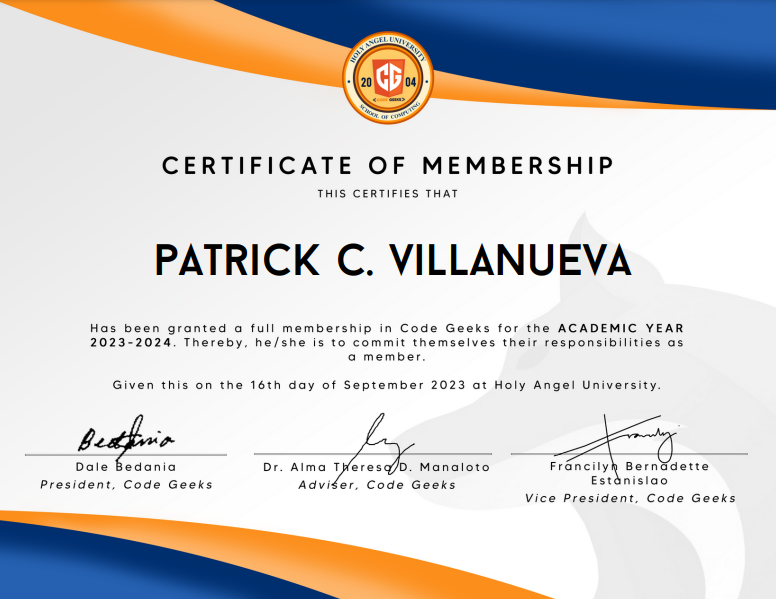 HOLY ANGEL UNIVERSITY
20 CG 04
<CODE GEEKS>
SCHOOL OF COMPUTING
CERTIFICATE OF MEMBERSHIP
THIS CERTIFIES THAT
PATRICK C. VILLANUEVA
Has been granted a full membership in Code Geeks for the ACADEMIC YEAR
2023-2024. Thereby, he/she is to commit themselves their responsibilities as
a member.
Given this on the 16th day of September 2023 at Holy Angel University.
Bedania
Dale Bedania
President, Code Geeks
Dr. Alma Theresa D. Manaloto
Adviser, Code Geeks
Francilyn Bernadette
Estanislao
Vice President, Code Geeks